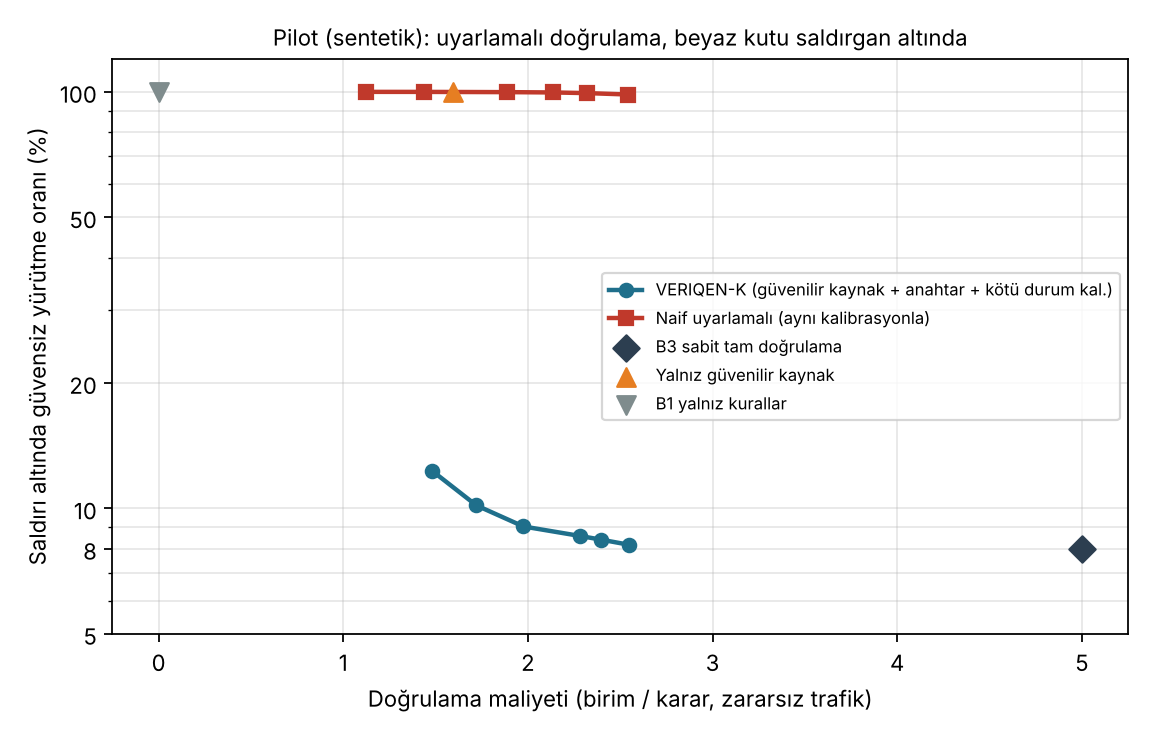 Pilot (sentetik): uyarlamalı doğrulama, beyaz kutu saldırgan altında
Saldırı altında güvensiz yürütme oranı (%)
100
50
20
10
8
5
VERIQEN-K (güvenilir kaynak + anahtar + kötü durum kal.)
Naif uyarlamalı (aynı kalibrasyonla)
B3 sabit tam doğrulama
Yalnız güvenilir kaynak
B1 yalnız kurallar
0 1 2 3 4 5
Doğrulama maliyeti (birim / karar, zararsız trafik)